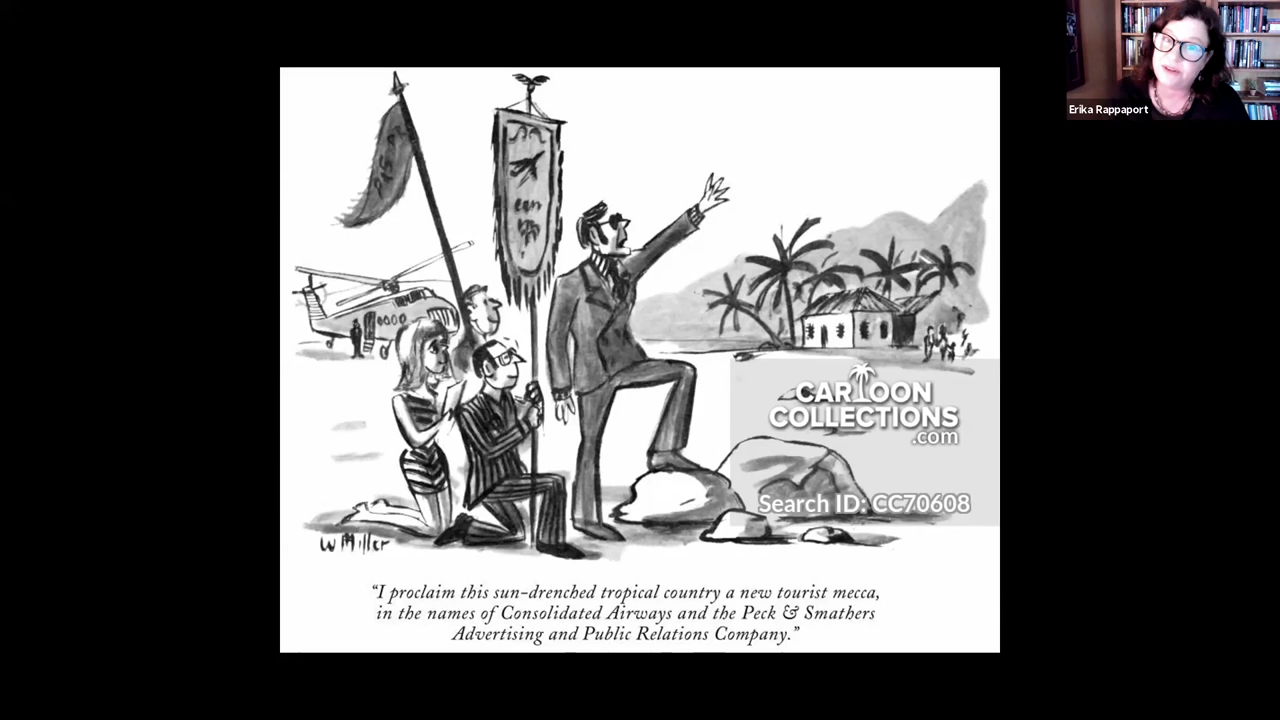 Erika Rappaport
CARTOON
COLLECTIONS
.com
Search ID: CC70608
W Miller
“I proclaim this sun-drenched tropical country a new tourist mecca,
in the names of Consolidated Airways and the Peck & Smathers
Advertising and Public Relations Company.”